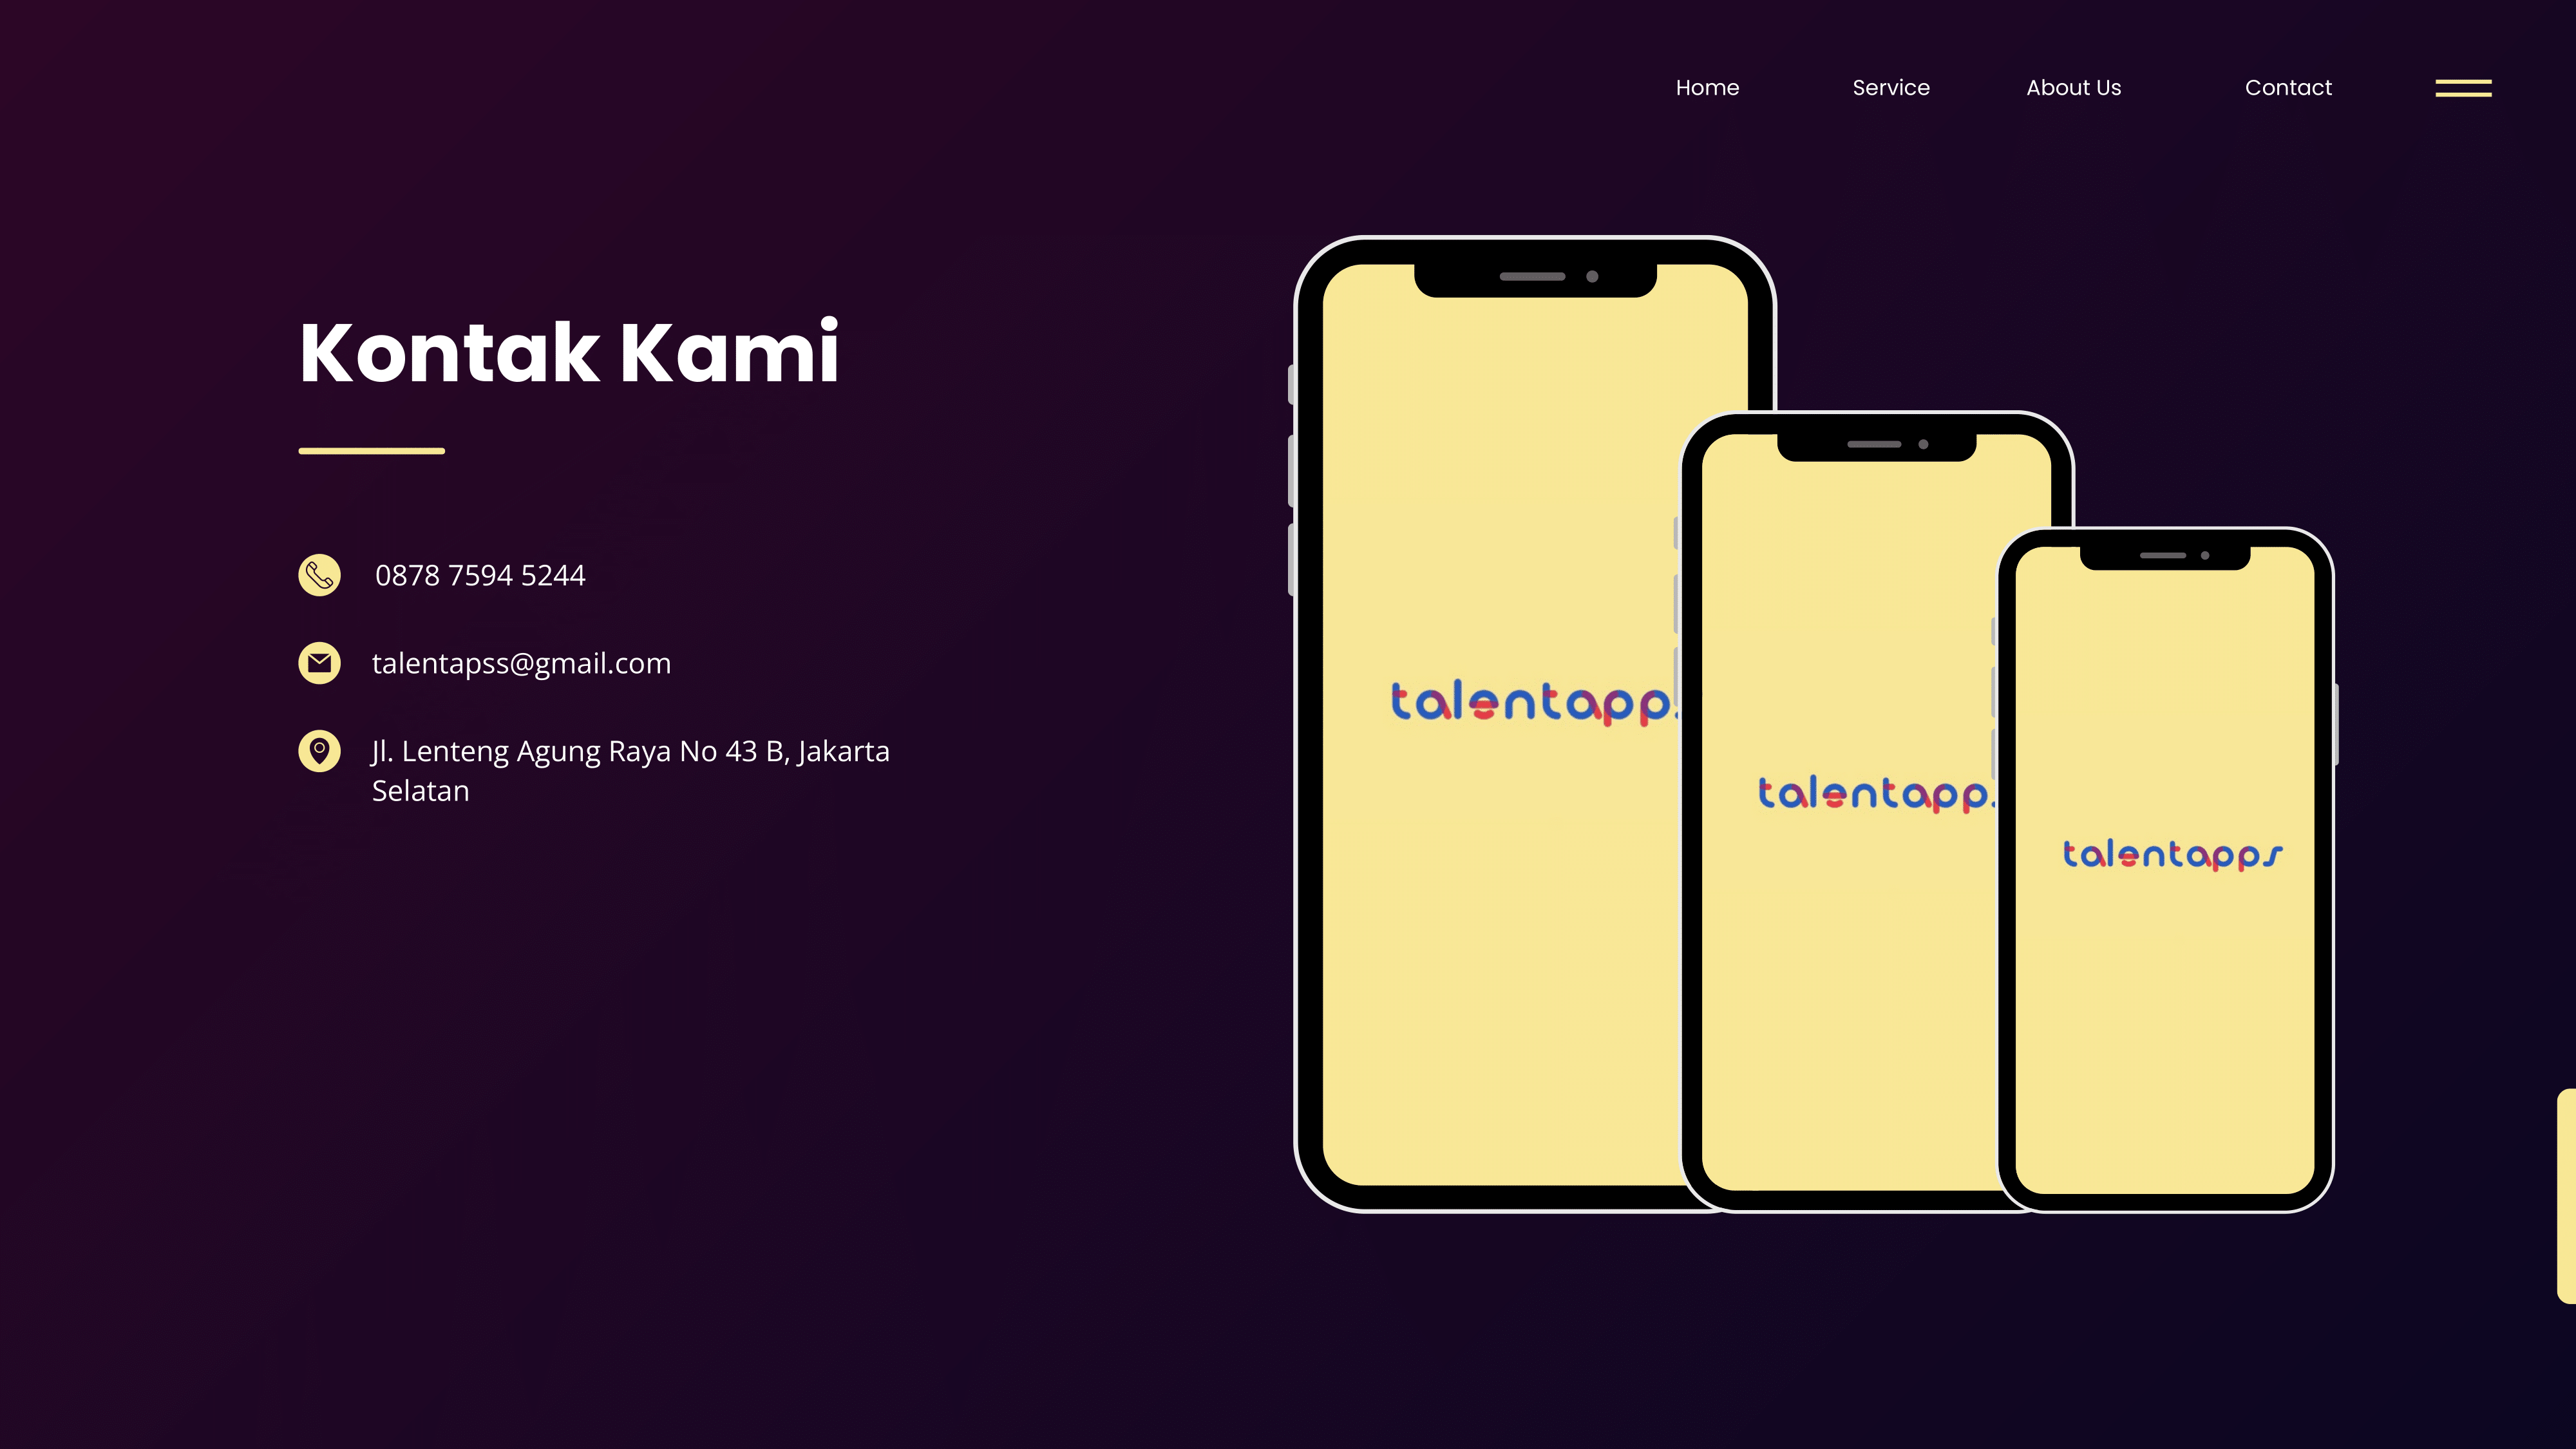 Home Service About Us Contact
Kontak Kami
0878 7594 5244
talentapss@gmail.com
Jl. Lenteng Agung Raya No 43 B, Jakarta
Selatan
talentapp
talentapp
talentapps